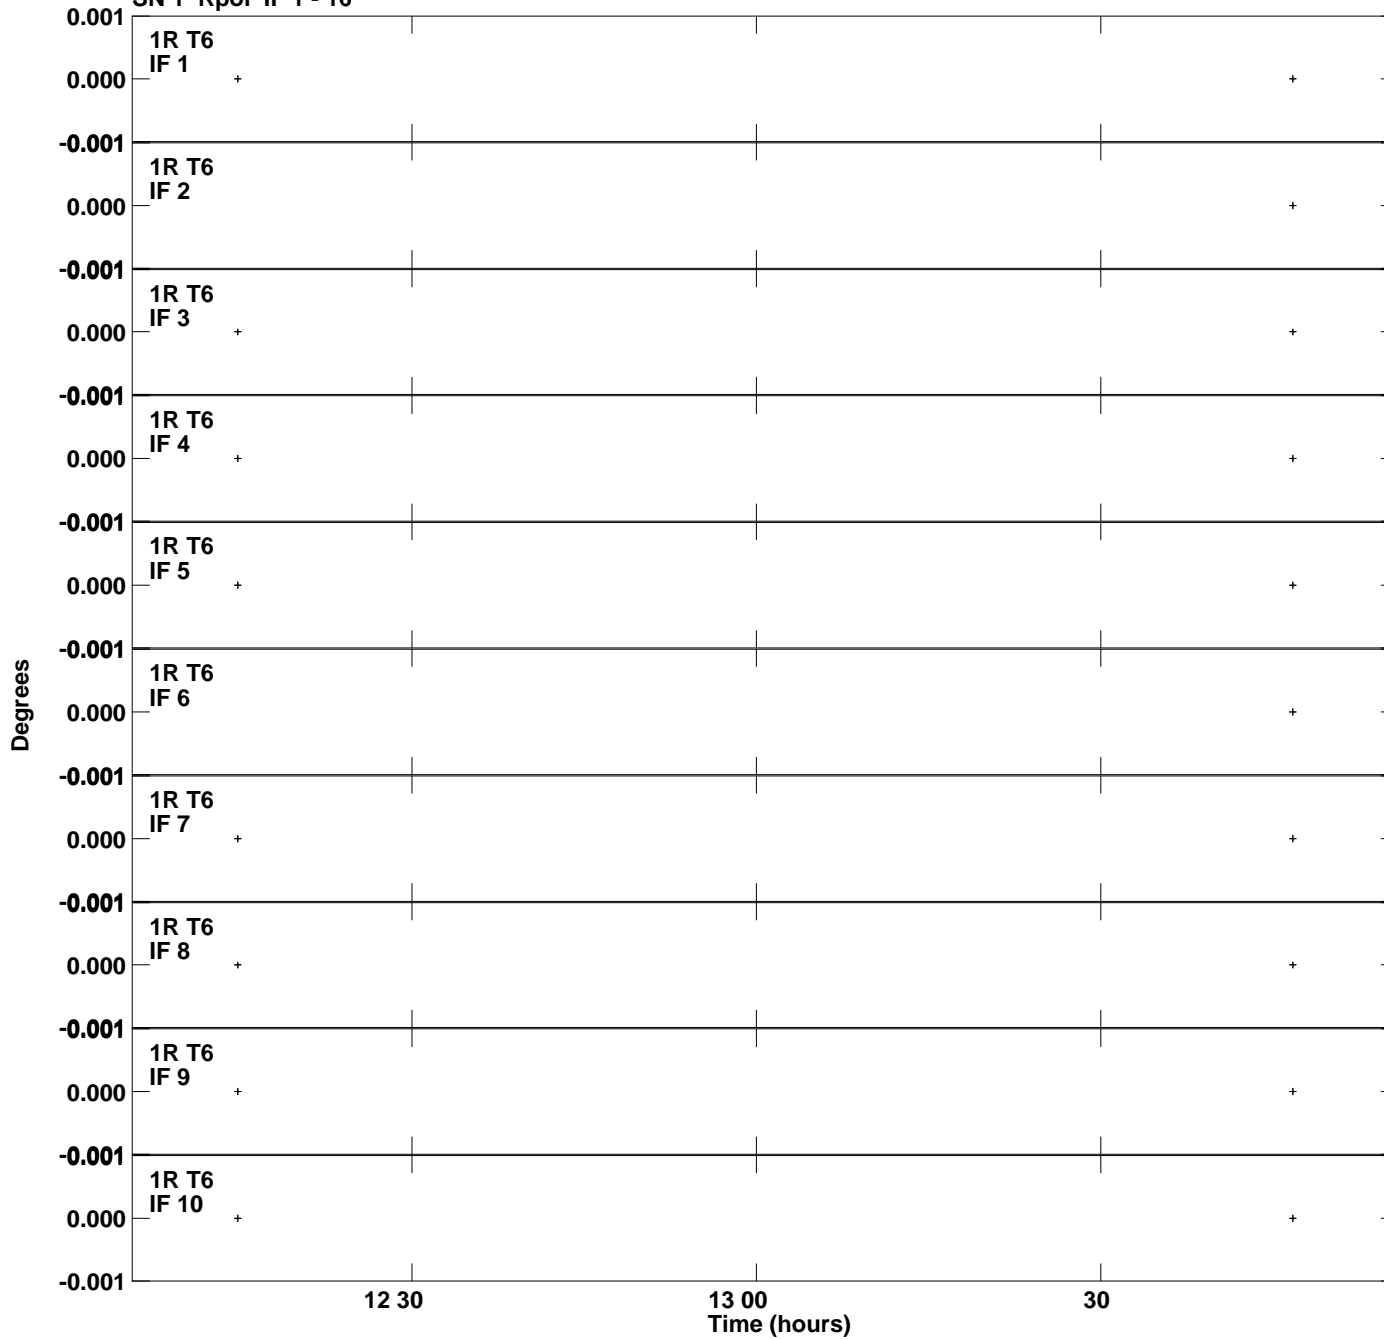 SN 1 Rpol IF 1 - 16
0.001
1R T6
IF 1
0.000
-0.001
1R T6
IF 2
0.000
-0.001
1R T6
IF 3
0.000
-0.001
1R T6
IF 4
0.000
-0.001
1R T6
IF 5
0.000
-0.001
1R T6
IF 6
0.000
-0.001
1R T6
IF 7
0.000
-0.001
1R T6
IF 8
0.000
-0.001
1R T6
IF 9
0.000
-0.001
1R T6
IF 10
0.000
-0.001
Degrees
12 30 13 00 30
Time (hours)